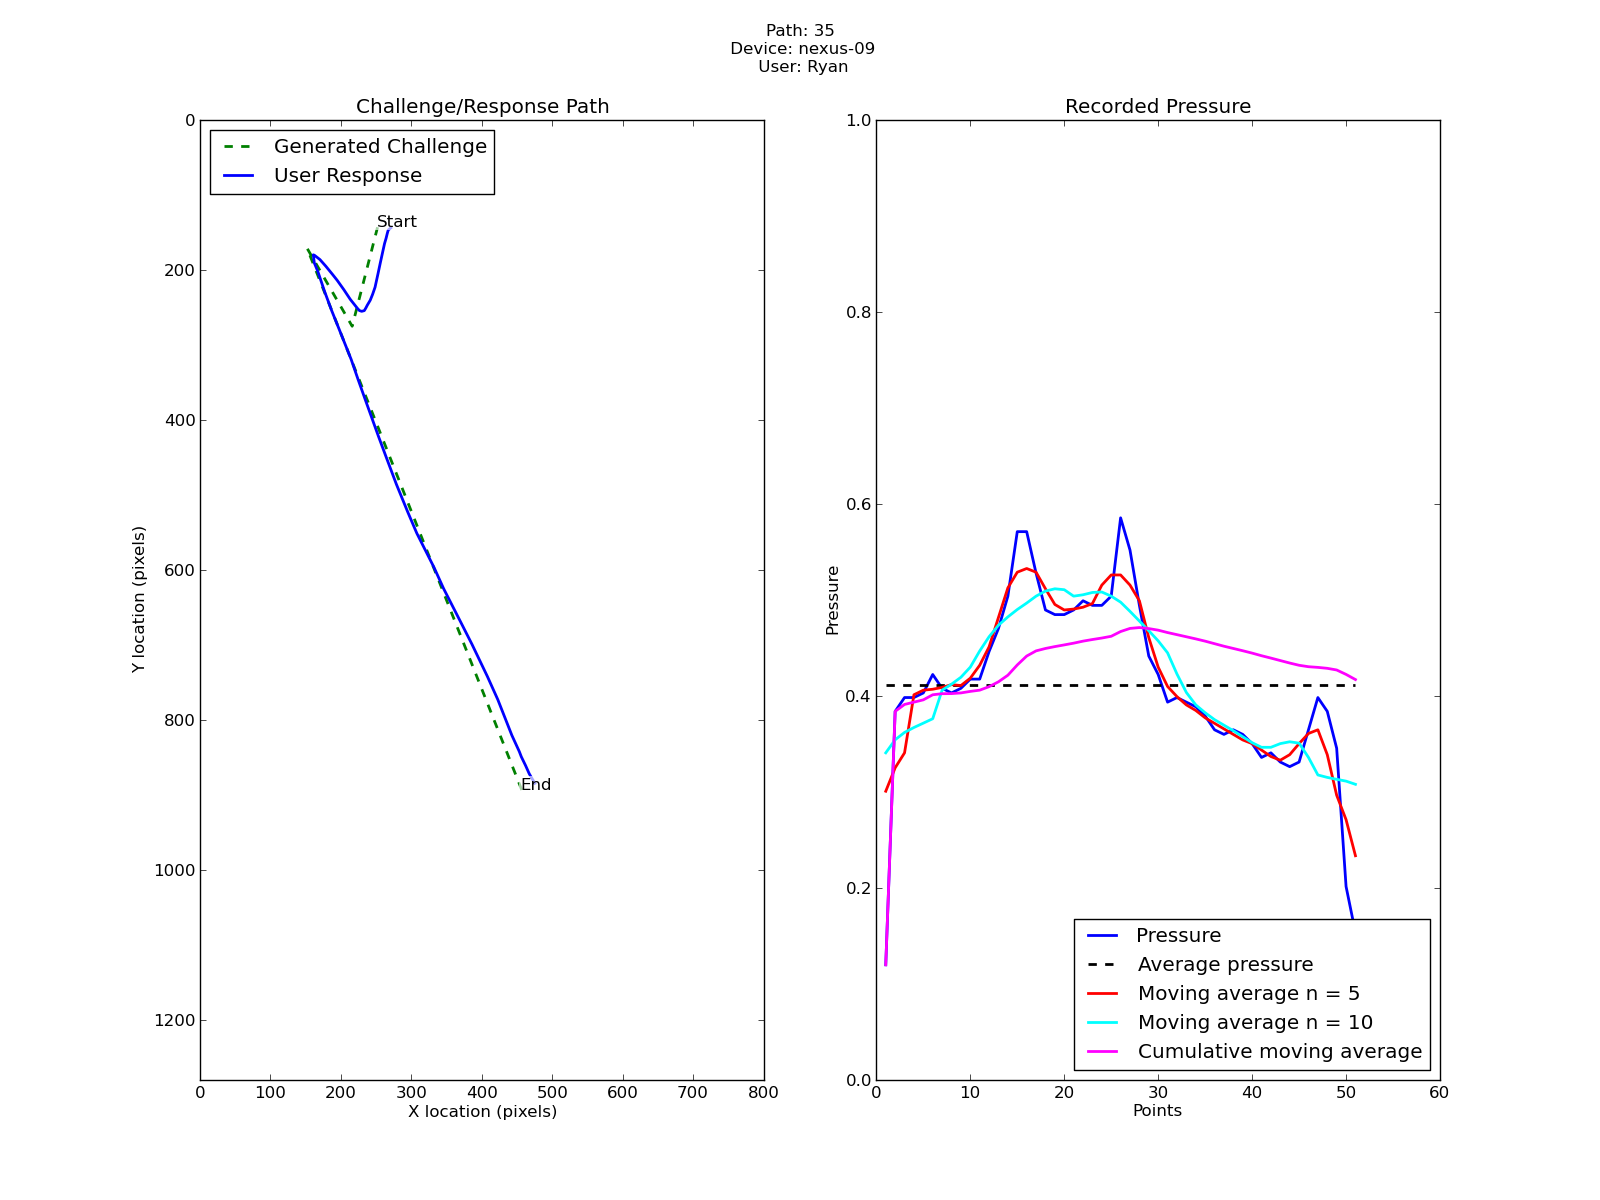 Path: 35
Device: nexus-09
User: Ryan
Challenge/Response Path
Generated Challenge
User Response
Start
End
0
200
400
600
800
1000
1200
Y location (pixels)
0 100 200 300 400 500 600 700 800
X location (pixels)
Recorded Pressure
1.0
0.8
0.6
0.4
0.2
0.0
Pressure
Pressure
Average pressure
Moving average n = 5
Moving average n = 10
Cumulative moving average
0 10 20 30 40 50 60
Points